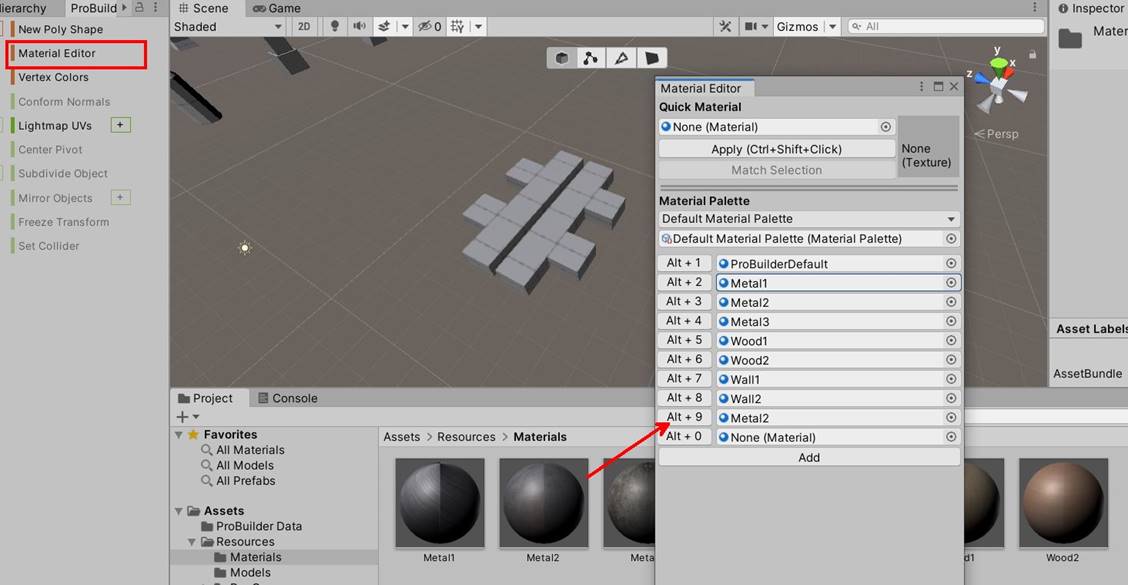 ierarchy
ProBuild
Scene
Game
Inspector
New Poly Shape
Material Editor
Vertex Colors
Conform Normals
Lightmap UVs
+
Center Pivot
Subdivide Object
Mirror Objects
+
Freeze Transform
Set Collider
Shaded
2D
0
Gizmos
All
y
x
z
Persp
Mater
Material Editor
Quick Material
None (Material)
Apply (Ctrl+Shift+Click)
Match Selection
None
(Texture)
Material Palette
Default Material Palette
Default Material Palette (Material Palette)
Alt + 1 ProBuilderDefault
Alt + 2 Metal1
Alt + 3 Metal2
Alt + 4 Metal3
Alt + 5 Wood1
Alt + 6 Wood2
Alt + 7 Wall1
Alt + 8 Wall2
Alt + 9 Metal2
Alt + 0 None (Material)
Add
Asset Labels
AssetBundle
Project
Console
+
Favorites
All Materials
All Models
All Prefabs
Assets
ProBuilder Data
Resources
Materials
Models
Assets > Resources > Materials
Metal1
Metal2
Meta
d1
Wood2